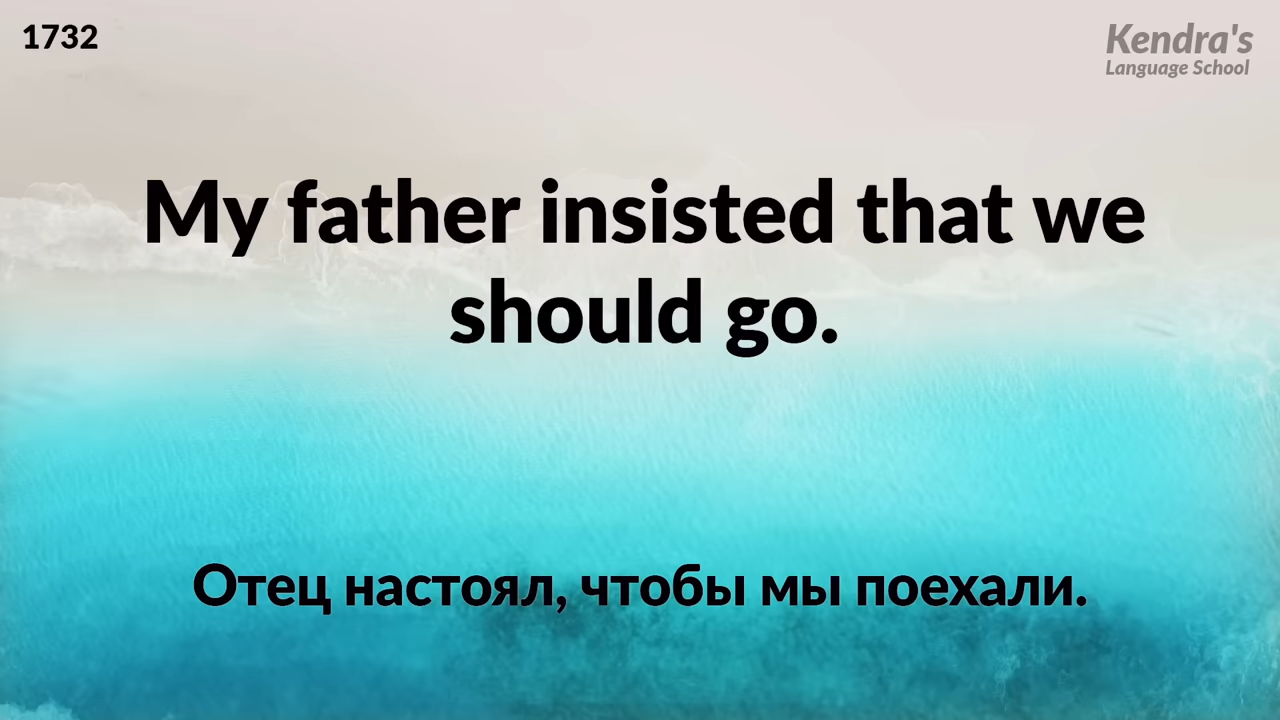 1732
Kendra's
Language School
My father insisted that we
should go.
Отец настоял, чтобы мы поехали.